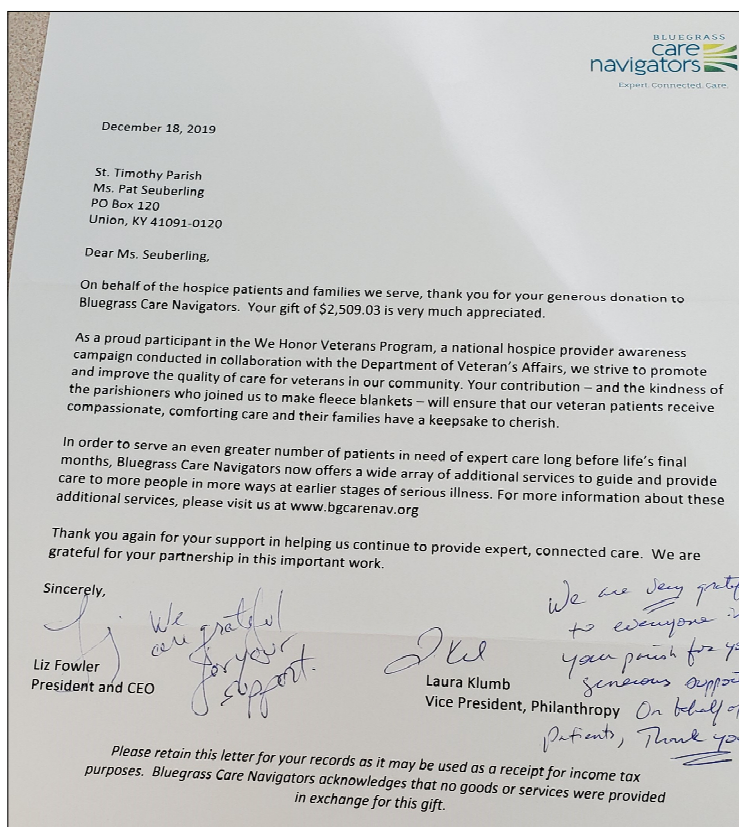 BLUEGRASS
care
navigators
Expert. Connected. Care.
December 18, 2019
St. Timothy Parish
Ms. Pat Seuberling
PO Box 120
Union, KY 41091-0120
Dear Ms. Seuberling,
On behalf of the hospice patients and families we serve, thank you for your generous donation to
Bluegrass Care Navigators. Your gift of $2,509.03 is very much appreciated.
As a proud participant in the We Honor Veterans Program, a national hospice provider awareness
campaign conducted in collaboration with the Department of Veteran's Affairs, we strive to promote
and improve the quality of care for veterans in our community. Your contribution – and the kindness of
the parishioners who joined us to make fleece blankets – will ensure that our veteran patients receive
compassionate, comforting care and their families have a keepsake to cherish.
In order to serve an even greater number of patients in need of expert care long before life's final
months, Bluegrass Care Navigators now offers a wide array of additional services to guide and provide
care to more people in more ways at earlier stages of serious illness. For more information about these
additional services, please visit us at www.bgcarenav.org
Thank you again for your support in helping us continue to provide expert, connected care. We are
grateful for your partnership in this important work.
Sincerely,
We
are grateful
for your
support.
Liz Fowler
President and CEO
Laura Klumb
Vice President, Philanthropy
We are very
to everyone
your parish for
generous
On behalf
patients, Thank
Please retain this letter for your records as it may be used as a receipt for income tax
purposes. Bluegrass Care Navigators acknowledges that no goods or services were provided
in exchange for this gift.